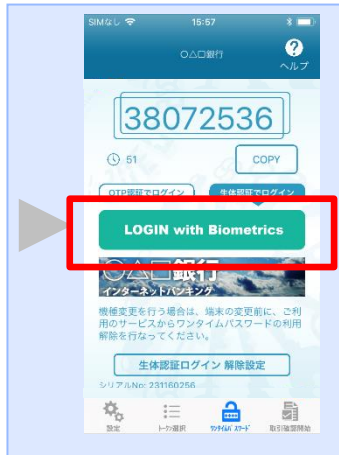 SIMなし 15:57
○△□銀行
?
ヘルプ
38072536
51 COPY
OTP認証でログイン 生体認証でログイン
LOGIN with Biometrics
○△□銀行
インターネットバンキング
機種変更を行う場合は、端末の変更前に、ご利
用のサービスからワンタイムパスワードの利用
解除を行なってください。
生体認証ログイン 解除設定
シリアルNo: 231160256
設定 トークン選択 ワンタイムパスワード 取引確認開始